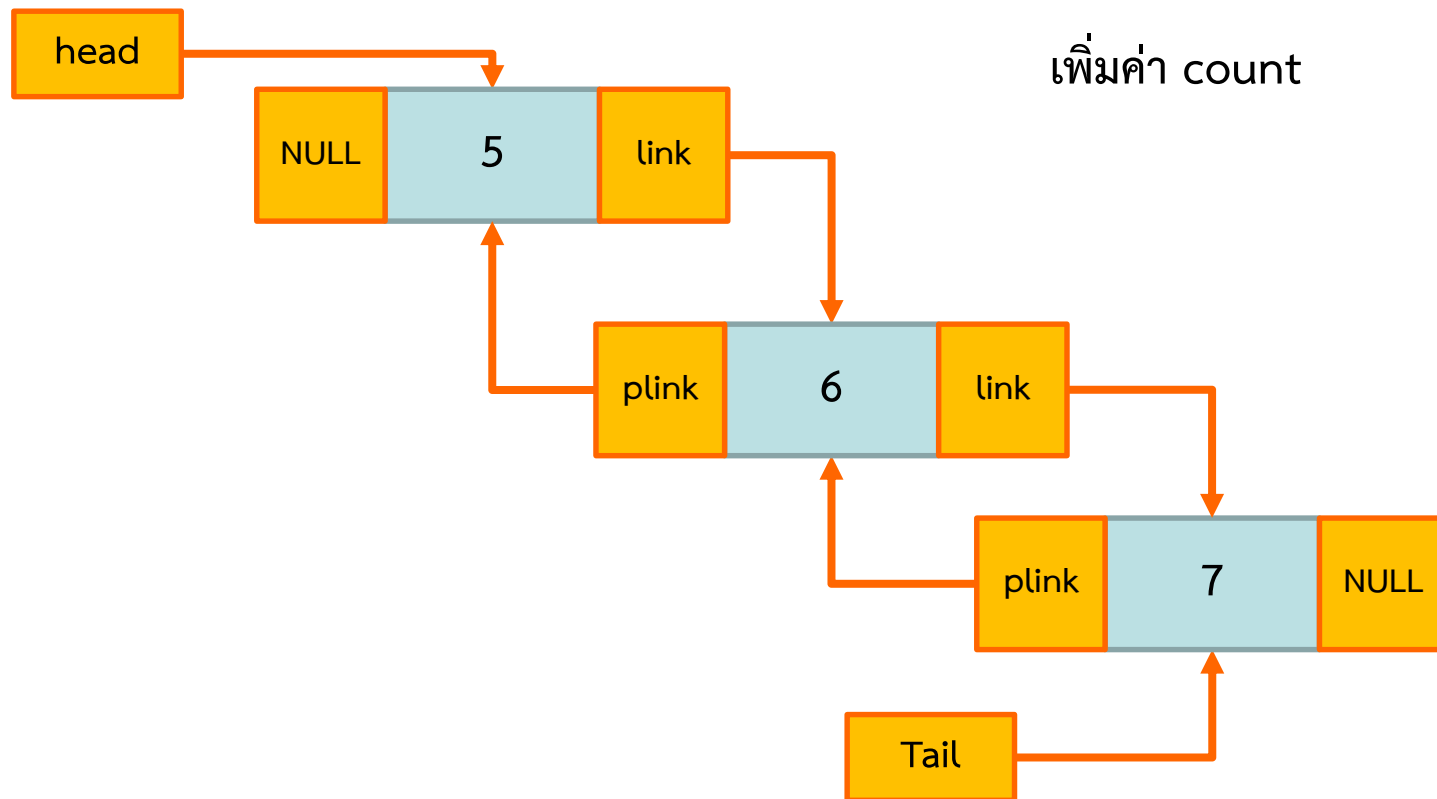 head
เพิ่มค่า count
NULL 5 link
plink 6 link
plink 7 NULL
Tail